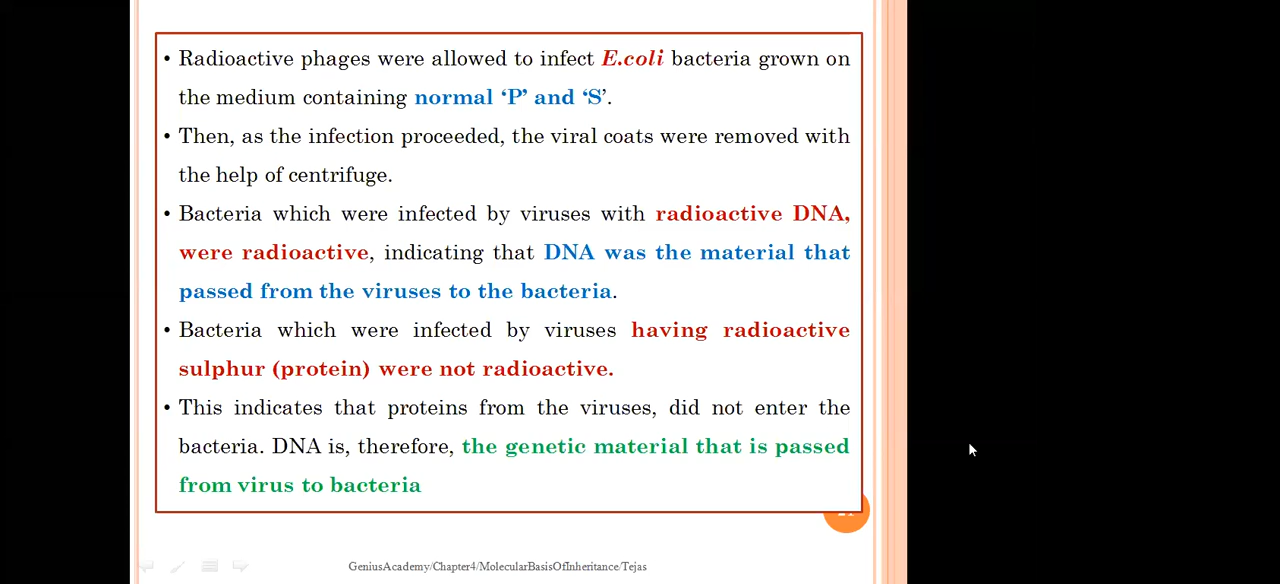 • Radioactive phages were allowed to infect E.coli bacteria grown on
the medium containing normal ‘P’ and ‘S’.
• Then, as the infection proceeded, the viral coats were removed with
the help of centrifuge.
• Bacteria which were infected by viruses with radioactive DNA,
were radioactive, indicating that DNA was the material that
passed from the viruses to the bacteria.
• Bacteria which were infected by viruses having radioactive
sulphur (protein) were not radioactive.
• This indicates that proteins from the viruses, did not enter the
bacteria. DNA is, therefore, the genetic material that is passed
from virus to bacteria
GeniusAcademy/Chapter4/MolecularBasisOfInheritance/Tejas